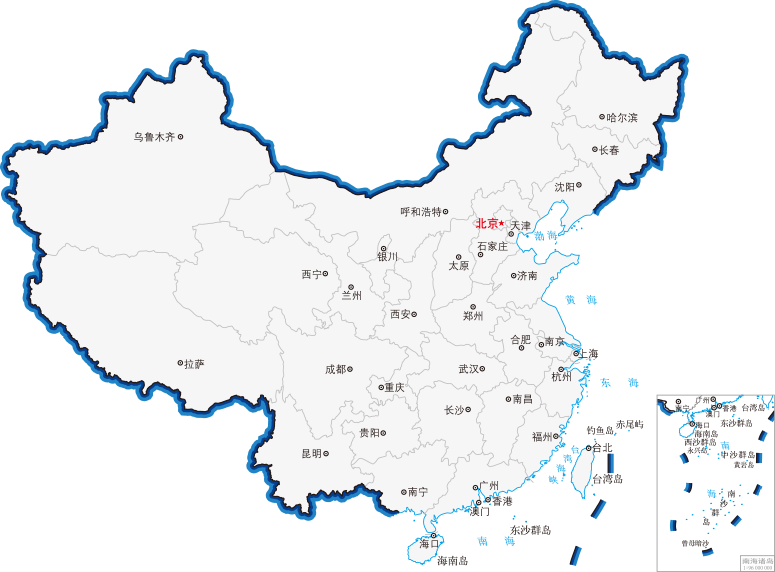 哈尔滨
乌鲁木齐
长春
沈阳
呼和浩特
北京★
天津
渤海
石家庄
银川
太原
西宁
济南
兰州
黄海
西安
郑州
合肥
南京
上海
拉萨
成都
武汉
杭州
重庆
东海
南昌
长沙
赤尾屿
钓鱼岛
贵阳
福州
台北
昆明
台湾海峡
台湾岛
南宁
广州
香港
澳门
东沙群岛
海口
南海
海南岛
广州
南宁
香港
台湾岛
澳门
海口
东沙群岛
海南岛
西沙群岛
南
永兴岛
中沙群岛
黄岩岛
海
南沙群岛
曾母暗沙
南海诸岛